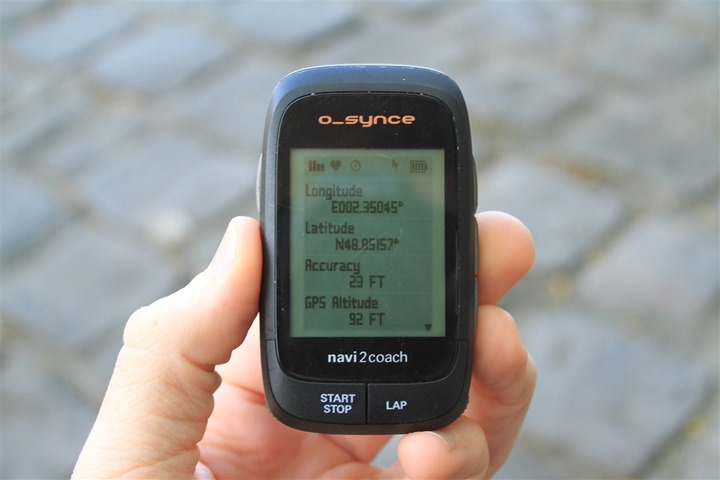 o_synce
Longitude
E002.35045°
Latitude
N48.85157°
Accuracy
23 FT
GPS Altitude
92 FT
navi2coach
START
STOP
LAP